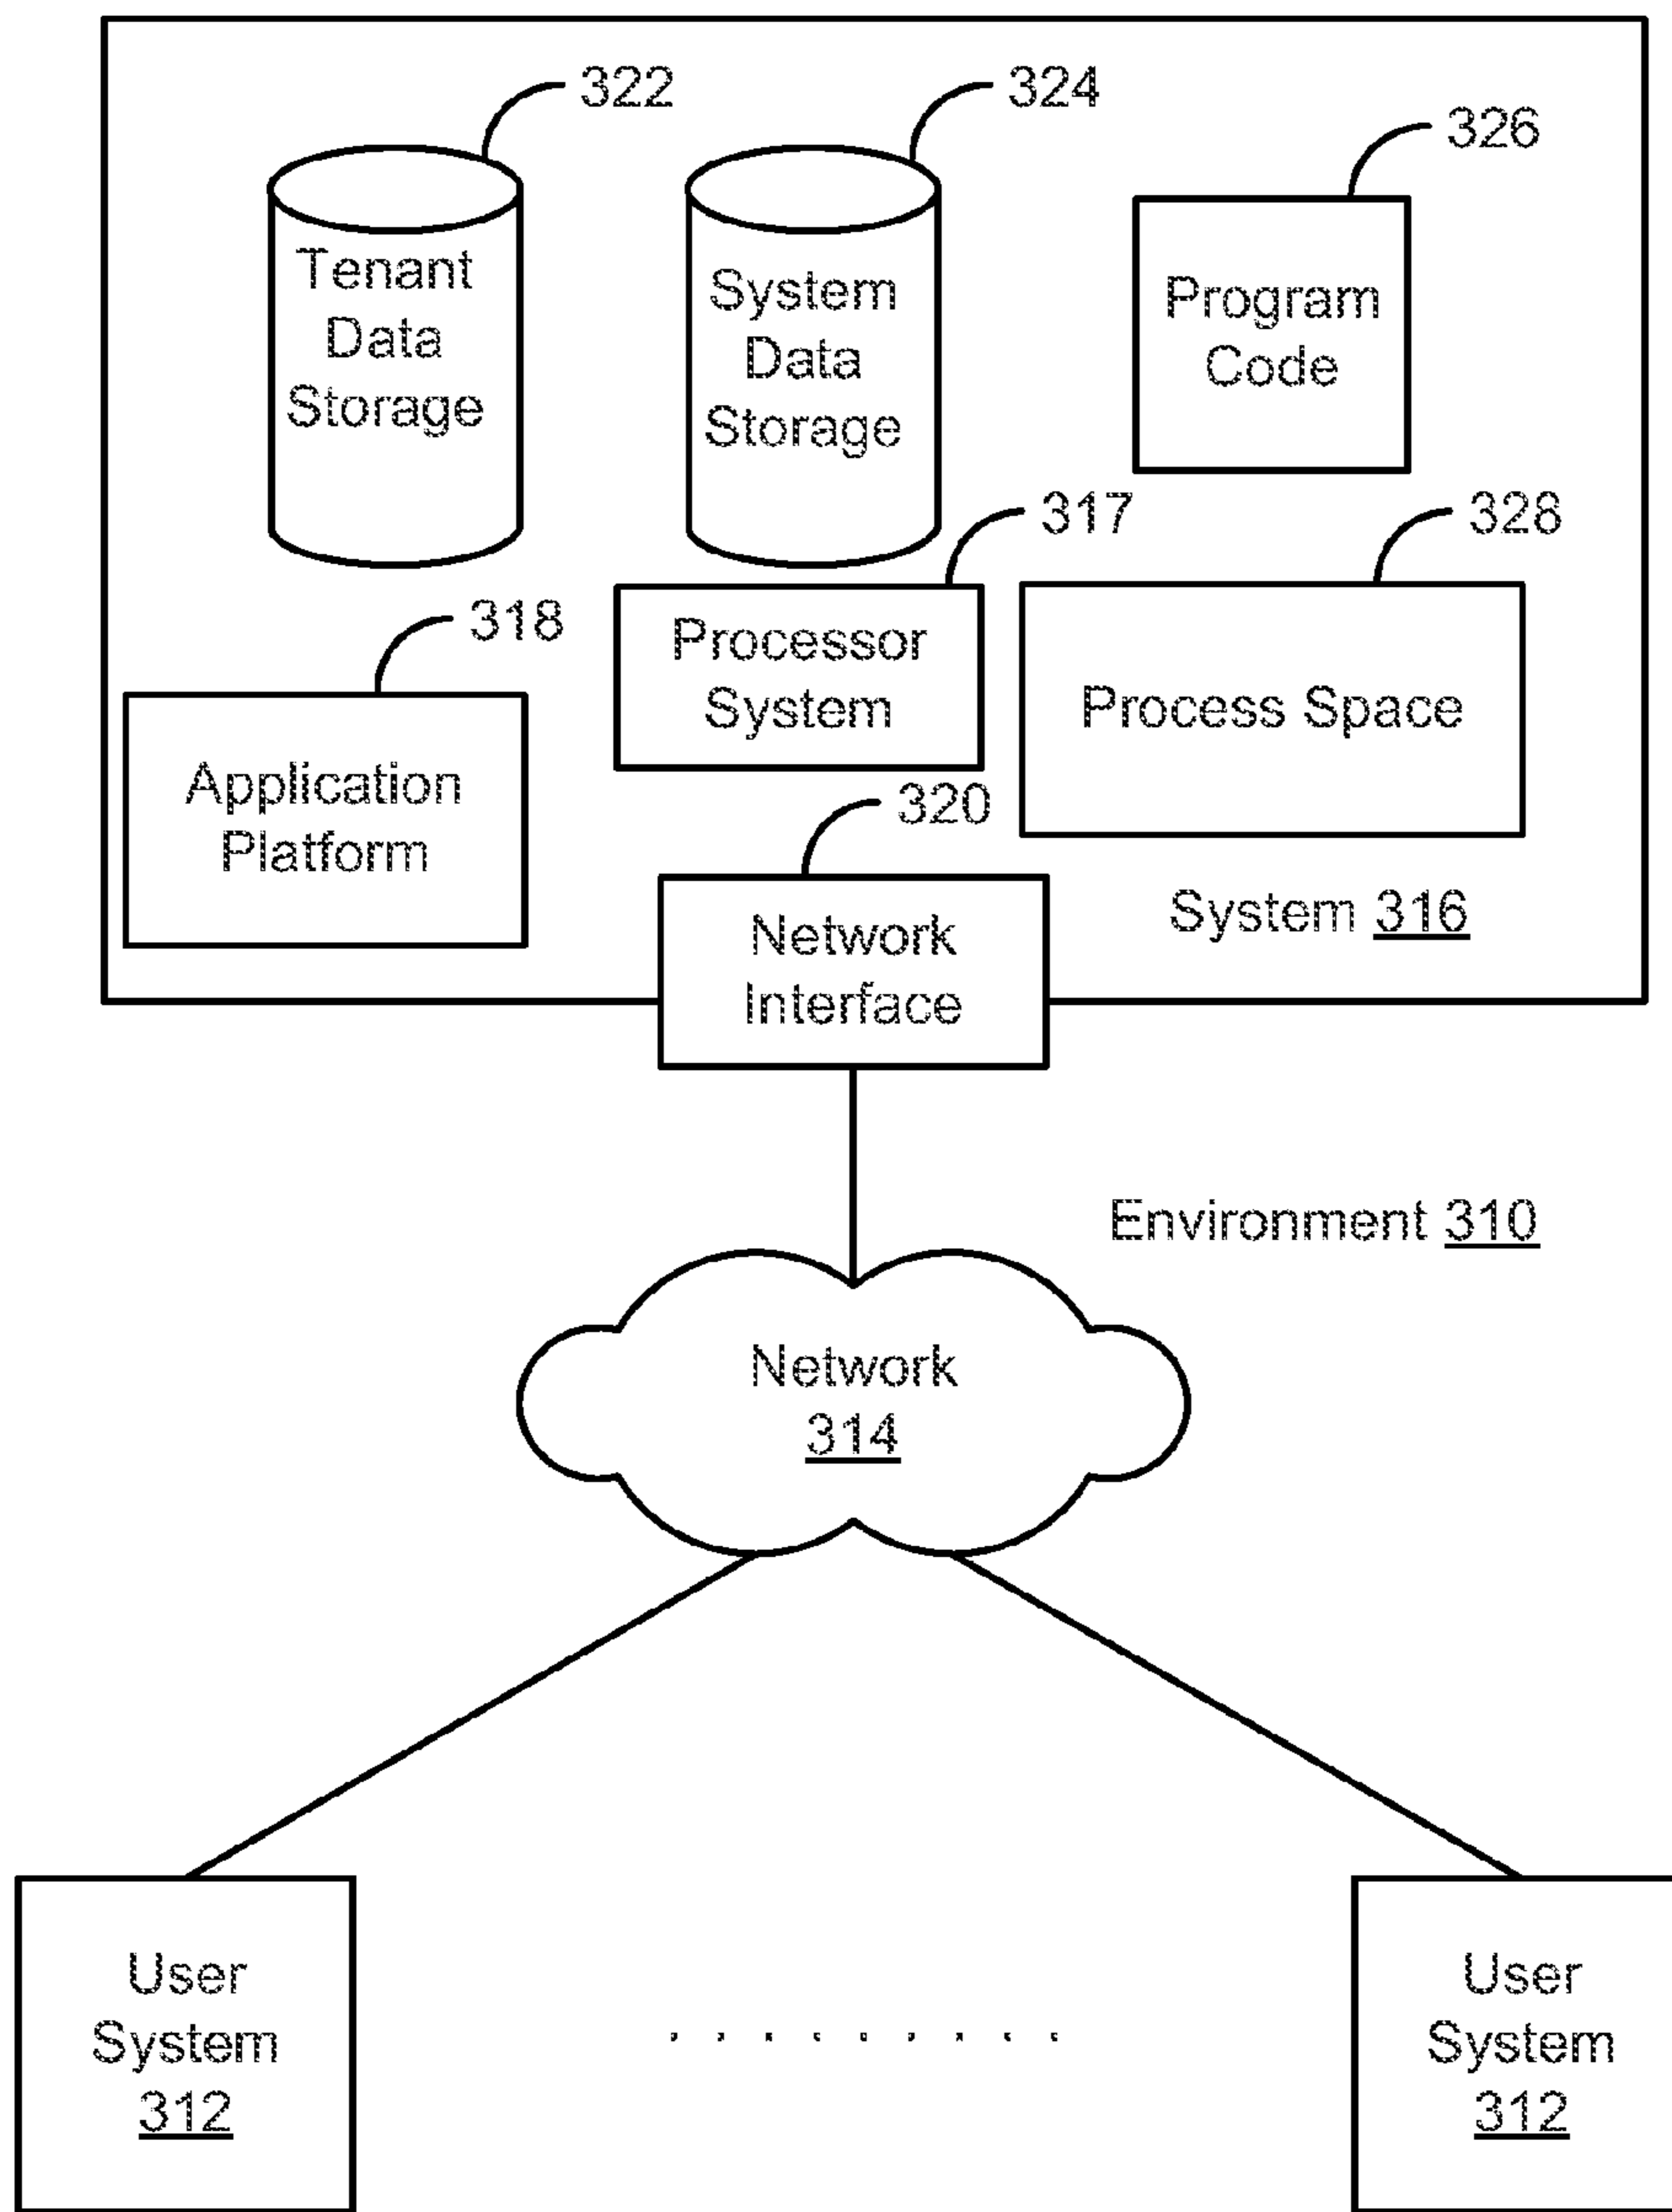 322
324
326
Tenant
Data
Storage
System
Data
Storage
Program
Code
317
328
318
Processor
System
Process Space
Application
Platform
320
Network
Interface
System 316
Environment 310
Network
314
User
System
312
User
System
312